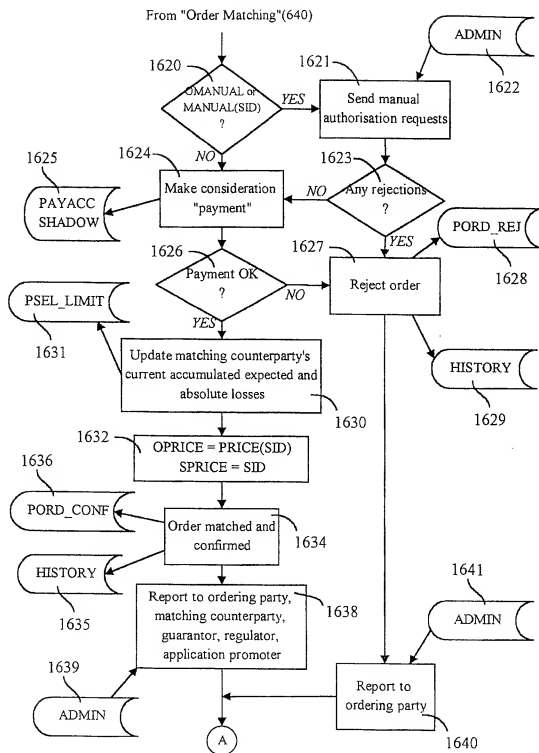 From "Order Matching"(640)
ADMIN
1620
1621
1622
OMANUAL or
MANUAL(SID)
?
YES
Send manual
authorisation requests
NO
1625
1624
1623
PAYACC
SHADOW
Make consideration
"payment"
NO
Any rejections
?
YES
1626
1627
PORD_REJ
1628
Payment OK
?
NO
Reject order
PSEL_LIMIT
1631
YES
Update matching counterparty's
current accumulated expected and
absolute losses
1630
HISTORY
1629
1632
OPRICE = PRICE(SID)
SPRICE = SID
1636
PORD_CONF
Order matched and
confirmed
1634
HISTORY
1635
1641
Report to ordering party,
matching counterparty,
guarantor, regulator,
application promoter
1638
ADMIN
1639
ADMIN
Report to
ordering party
1640
A